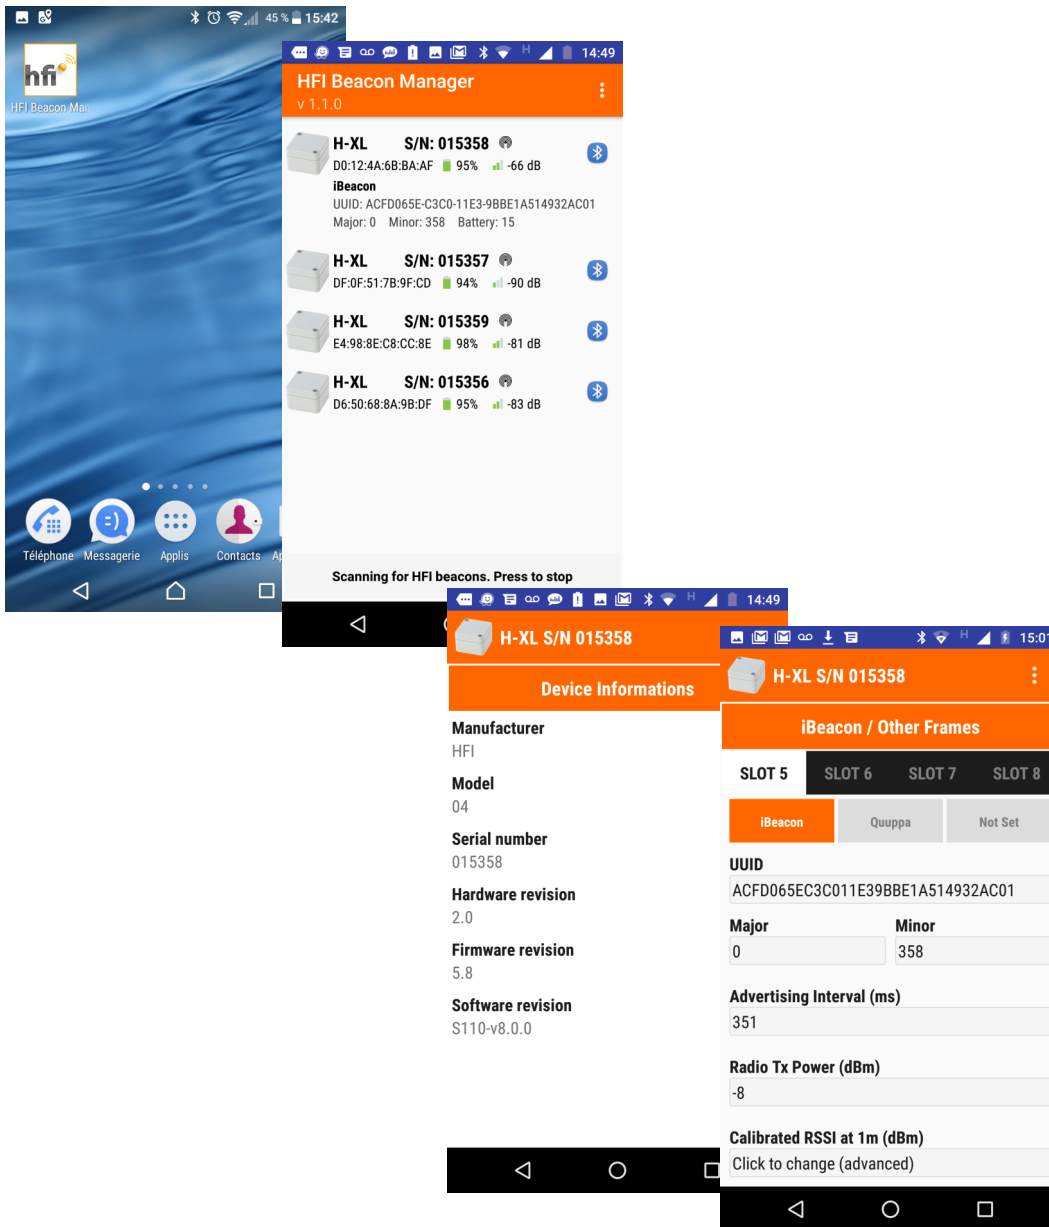 45 % 15:42
hfi
HFI Beacon Man
Téléphone Messagerie Applis Contacts Ap
H 14:49
HFI Beacon Manager
v 1.1.0
H-XL S/N: 015358
D0:12:4A:6B:BA:AF 95% -66 dB
iBeacon
UUID: ACFD065E-C3C0-11E3-9BBE1A514932AC01
Major: 0 Minor: 358 Battery: 15
H-XL S/N: 015357
DF:0F:51:7B:9F:CD 94% -90 dB
H-XL S/N: 015359
E4:98:8E:C8:CC:8E 98% -81 dB
H-XL S/N: 015356
D6:50:68:8A:9B:DF 95% -83 dB
Scanning for HFI beacons. Press to stop
H 14:49
H-XL S/N 015358
Device Informations
Manufacturer
HFI
Model
04
Serial number
015358
Hardware revision
2.0
Firmware revision
5.8
Software revision
S110-v8.0.0
H 15:01
H-XL S/N 015358
iBeacon / Other Frames
SLOT 5 SLOT 6 SLOT 7 SLOT 8
iBeacon Quuppa Not Set
UUID
ACFD065EC3C011E39BBE1A514932AC01
Major Minor
0 358
Advertising Interval (ms)
351
Radio Tx Power (dBm)
-8
Calibrated RSSI at 1m (dBm)
Click to change (advanced)